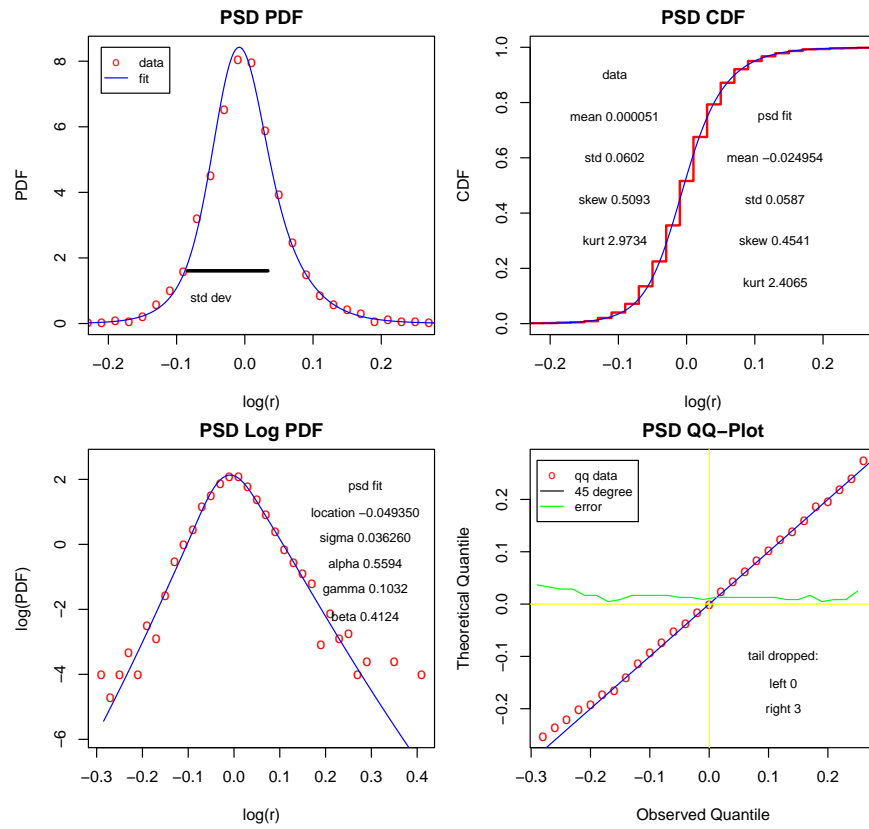 PSD PDF
data
fit
std dev
PDF
0 2 4 6 8
−0.2 −0.1 0.0 0.1 0.2
log(r)
PSD CDF
data
mean 0.000051
std 0.0602
skew 0.5093
kurt 2.9734
psd fit
mean −0.024954
std 0.0587
skew 0.4541
kurt 2.4065
CDF
0.0 0.2 0.4 0.6 0.8 1.0
−0.2 −0.1 0.0 0.1 0.2
log(r)
PSD Log PDF
psd fit
location −0.049350
sigma 0.036260
alpha 0.5594
gamma 0.1032
beta 0.4124
log(PDF)
−6 −4 −2 0 2
−0.3 −0.2 −0.1 0.0 0.1 0.2 0.3 0.4
log(r)
PSD QQ−Plot
qq data
45 degree
error
tail dropped:
left 0
right 3
Theoretical Quantile
−0.2 −0.1 0.0 0.1 0.2
−0.3 −0.2 −0.1 0.0 0.1 0.2
Observed Quantile